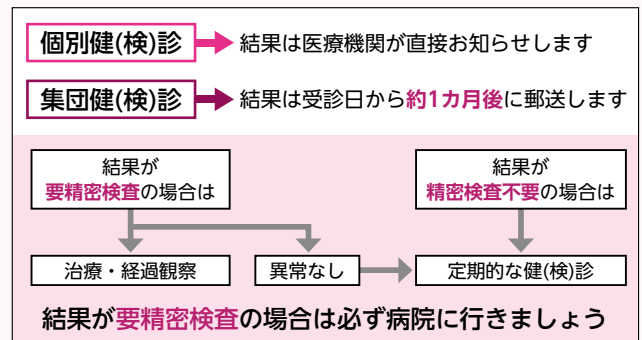 個別健(検)診 結果は医療機関が直接お知らせします
集団健(検)診 結果は受診日から約1カ月後に郵送します
結果が
要精密検査の場合は
結果が
精密検査不要の場合は
治療・経過観察
異常なし
定期的な健(検)診
結果が要精密検査の場合は必ず病院に行きましょう